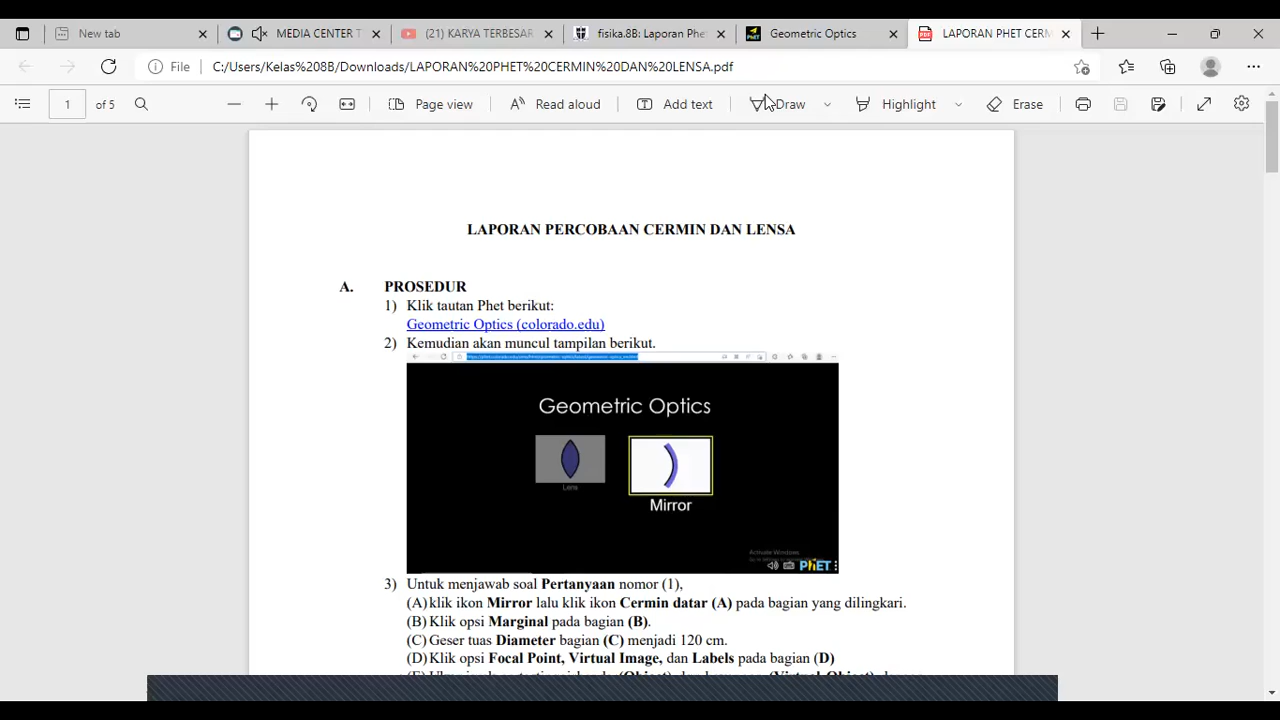 New tab
MEDIA CENTER T
(21) KARYA TERBESAR
fisika.8B: Laporan Phe
Geometric Optics
LAPORAN PHET CERM
File
C:/Users/Kelas%208B/Downloads/LAPORAN%20PHET%20CERMIN%20DAN%20LENSA.pdf
1 of 5
Page view
Read aloud
Add text
Draw
Highlight
Erase
LAPORAN PERCOBAAN CERMIN DAN LENSA
A. PROSEDUR
1) Klik tautan Phet berikut:
Geometric Optics (colorado.edu)
2) Kemudian akan muncul tampilan berikut.
Geometric Optics
Lens
Mirror
Activate Windows
PhET
3) Untuk menjawab soal Pertanyaan nomor (1),
(A) klik ikon Mirror lalu klik ikon Cermin datar (A) pada bagian yang dilingkari.
(B) Klik opsi Marginal pada bagian (B).
(C) Geser tuas Diameter bagian (C) menjadi 120 cm.
(D) Klik opsi Focal Point, Virtual Image, dan Labels pada bagian (D)